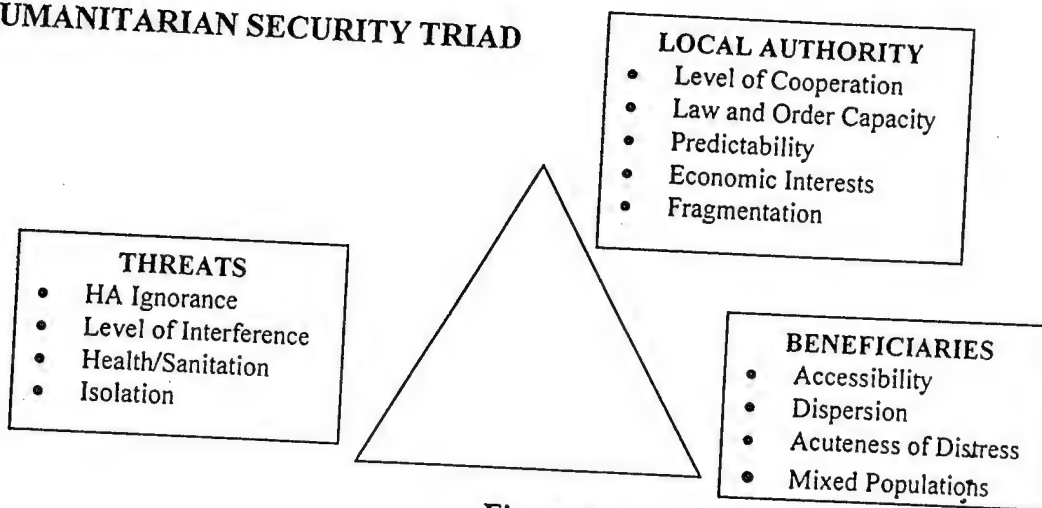 UMANITARIAN SECURITY TRIAD
LOCAL AUTHORITY
• Level of Cooperation
• Law and Order Capacity
• Predictability
• Economic Interests
• Fragmentation
THREATS
• HA Ignorance
• Level of Interference
• Health/Sanitation
• Isolation
BENEFICIARIES
• Accessibility
• Dispersion
• Acuteness of Distress
• Mixed Populations